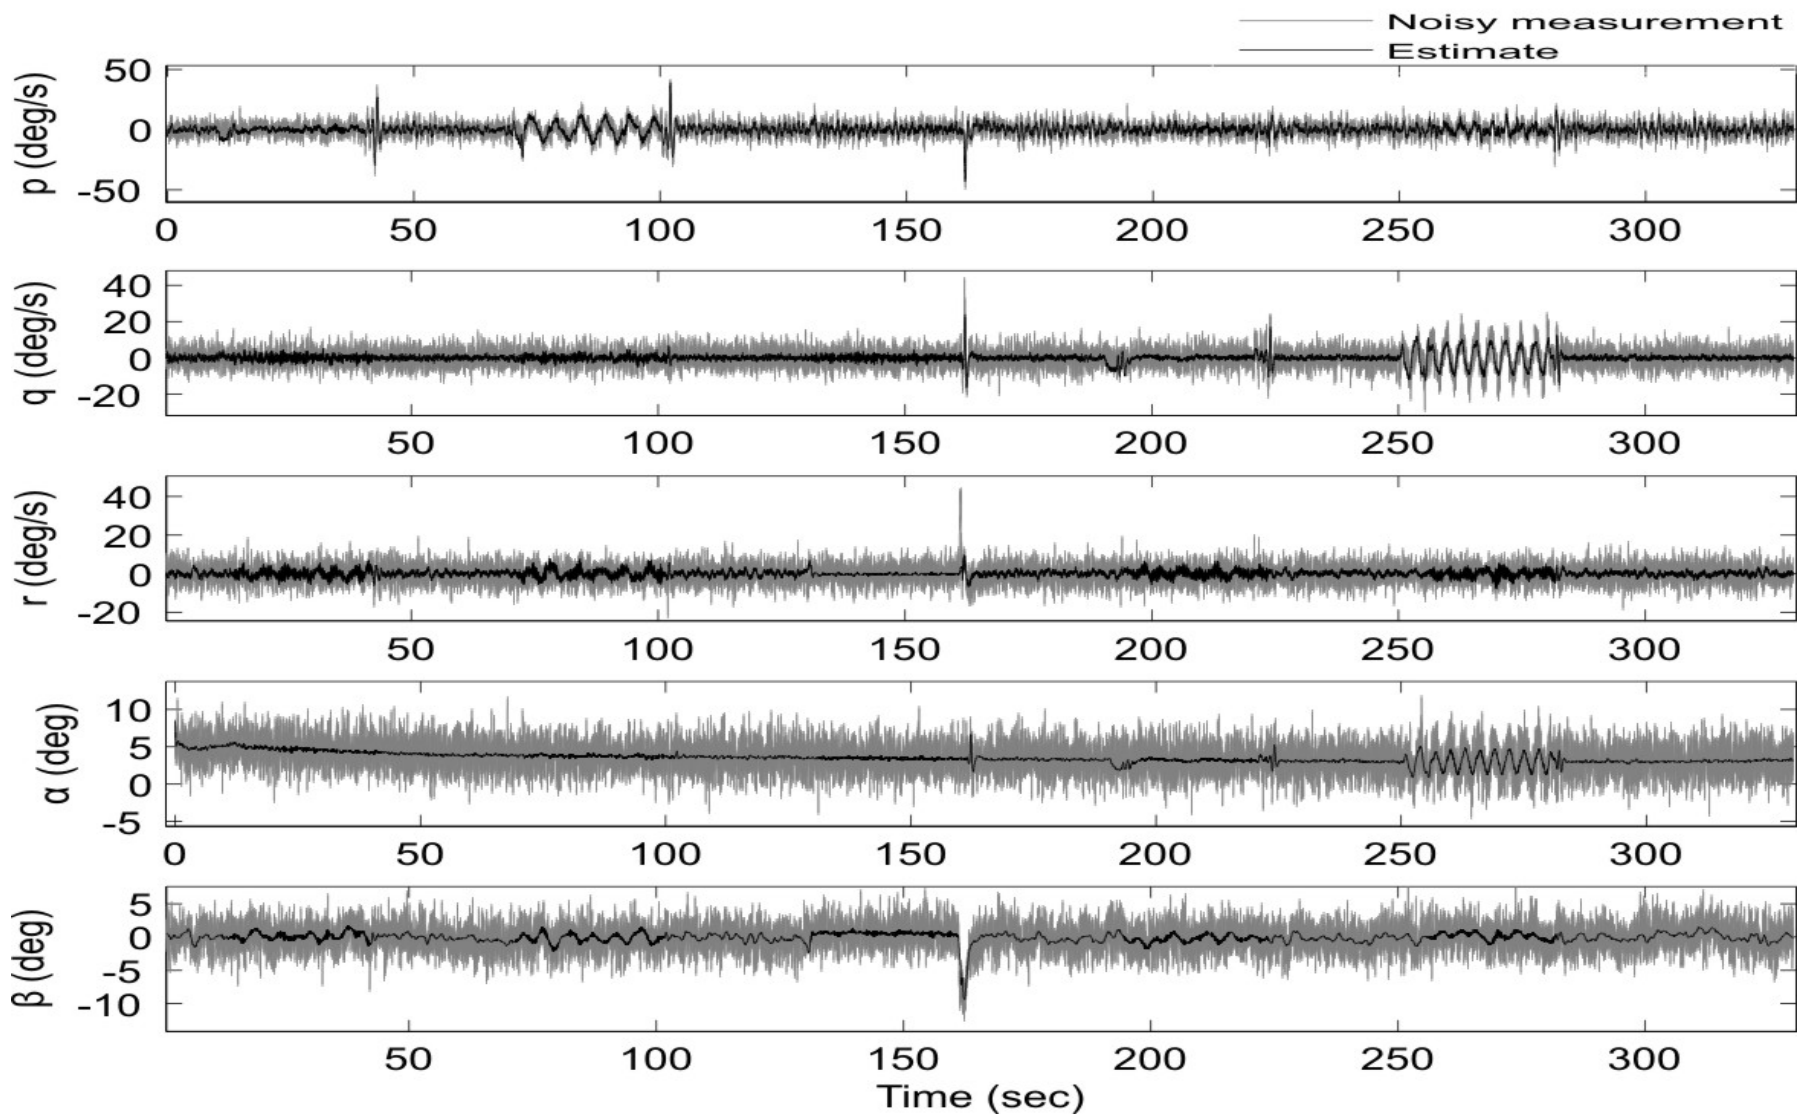 Noisy measurement
Estimate
p (deg/s)
50
0
-50
0 50 100 150 200 250 300
q (deg/s)
40
20
0
-20
50 100 150 200 250 300
r (deg/s)
40
20
0
-20
50 100 150 200 250 300
α (deg)
10
5
0
-5
0 50 100 150 200 250 300
β (deg)
5
0
-5
-10
50 100 150 200 250 300
Time (sec)